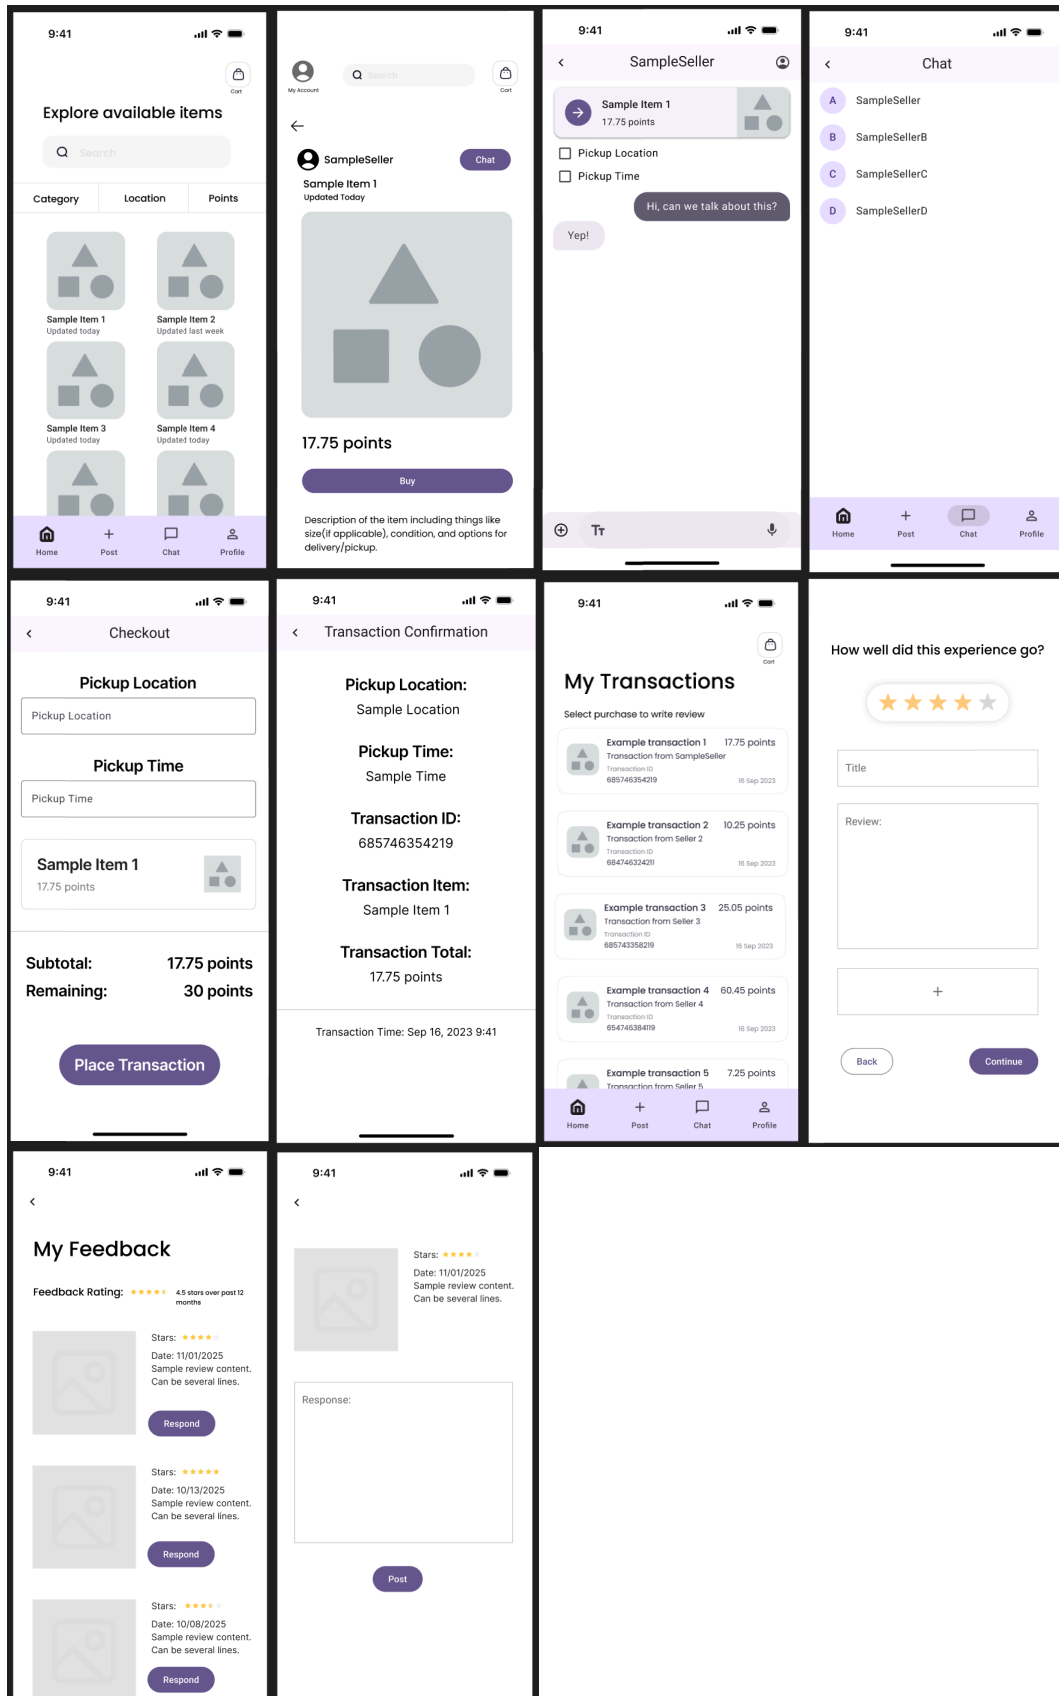 9:41
Cart
Explore available items
Search
Category Location Points
Sample Item 1
Updated today
Sample Item 2
Updated last week
Sample Item 3
Updated today
Sample Item 4
Updated today
Home Post Chat Profile
My Account
Search
Cart
SampleSeller
Chat
Sample Item 1
Updated Today
17.75 points
Buy
Description of the item including things like
size(if applicable), condition, and options for
delivery/pickup.
9:41
SampleSeller
Sample Item 1
17.75 points
Pickup Location
Pickup Time
Hi, can we talk about this?
Yep!
Tт
9:41
Chat
A SampleSeller
B SampleSellerB
C SampleSellerC
D SampleSellerD
Home Post Chat Profile
9:41
Checkout
Pickup Location
Pickup Location
Pickup Time
Pickup Time
Sample Item 1
17.75 points
Subtotal: 17.75 points
Remaining: 30 points
Place Transaction
9:41
Transaction Confirmation
Pickup Location:
Sample Location
Pickup Time:
Sample Time
Transaction ID:
685746354219
Transaction Item:
Sample Item 1
Transaction Total:
17.75 points
Transaction Time: Sep 16, 2023 9:41
9:41
Cart
My Transactions
Select purchase to write review
Example transaction 1 17.75 points
Transaction from SampleSeller
Transaction ID
685746354219 16 Sep 2023
Example transaction 2 10.25 points
Transaction from Seller 2
Transaction ID
684746324211 16 Sep 2023
Example transaction 3 25.05 points
Transaction from Seller 3
Transaction ID
685743358219 16 Sep 2023
Example transaction 4 60.45 points
Transaction from Seller 4
Transaction ID
654746384119 16 Sep 2023
Example transaction 5 7.25 points
Transaction from Seller 5
Home Post Chat Profile
How well did this experience go?
Title
Review:
+
Back Continue
9:41
My Feedback
Feedback Rating: 4.5 stars over past 12
months
Stars:
Date: 11/01/2025
Sample review content.
Can be several lines.
Respond
Stars:
Date: 10/13/2025
Sample review content.
Can be several lines.
Respond
Stars:
Date: 10/08/2025
Sample review content.
Can be several lines.
Respond
9:41
Stars:
Date: 11/01/2025
Sample review content.
Can be several lines.
Response:
Post